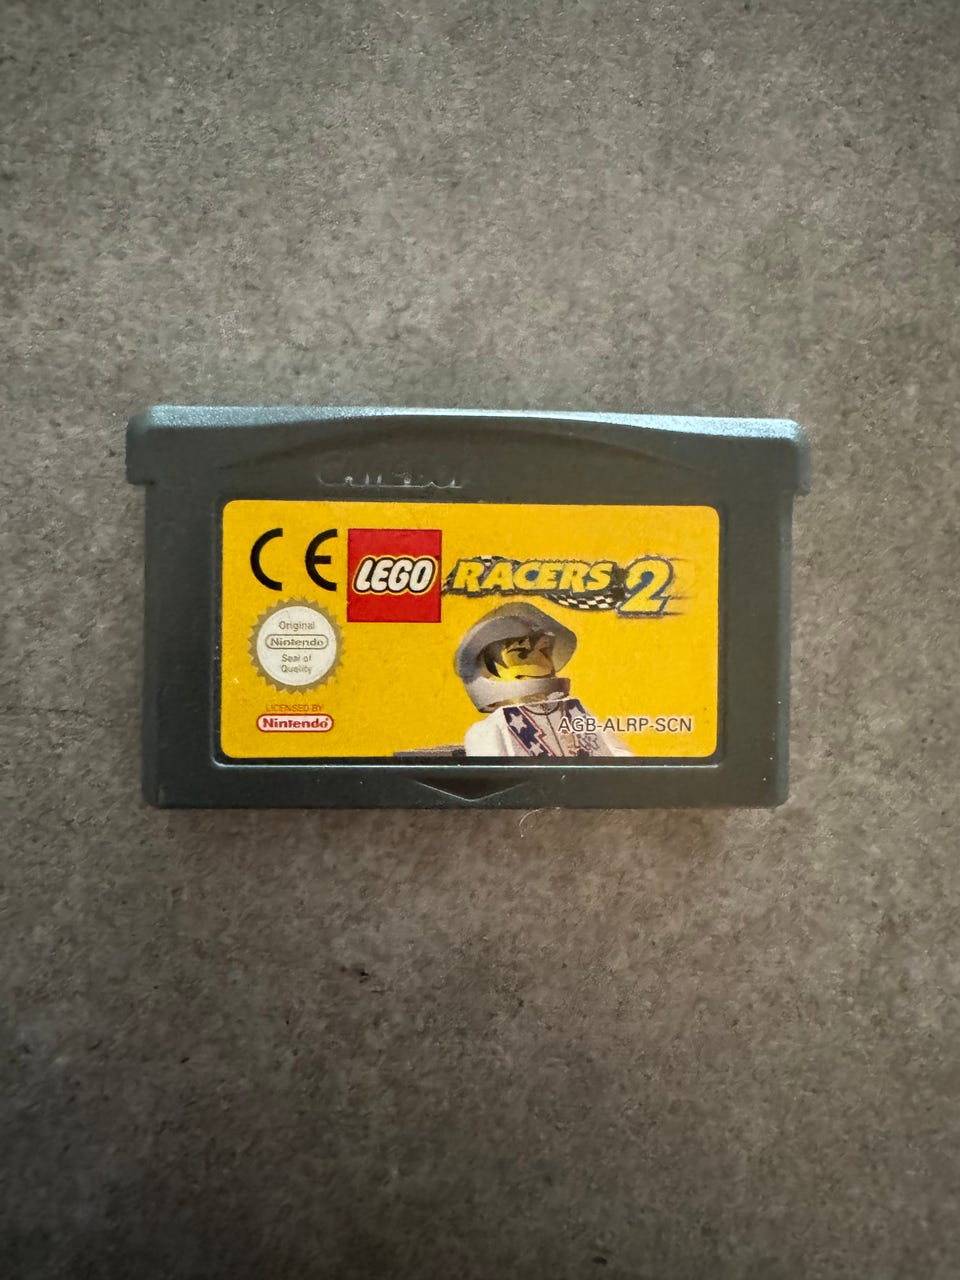 CE
LEGO
RACERS 2
Original
Nintendo
Seal of
Quality
LICENSED BY
Nintendo
AGB-ALRP-SCN